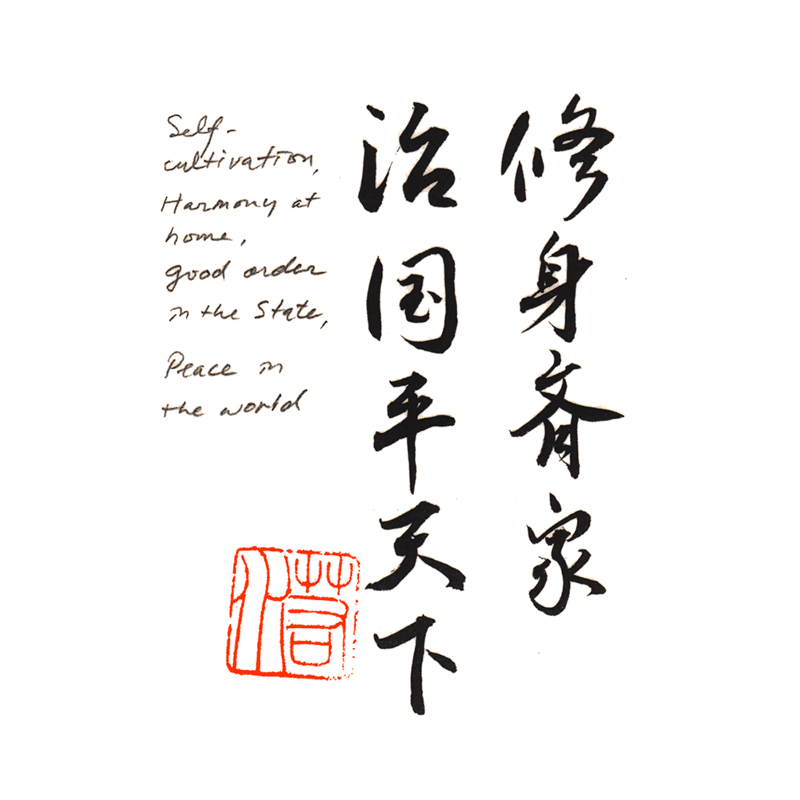 修身斉家
治国平天下
Self-
cultivation,
Harmony at
home,
good order
in the State,
Peace in
the world